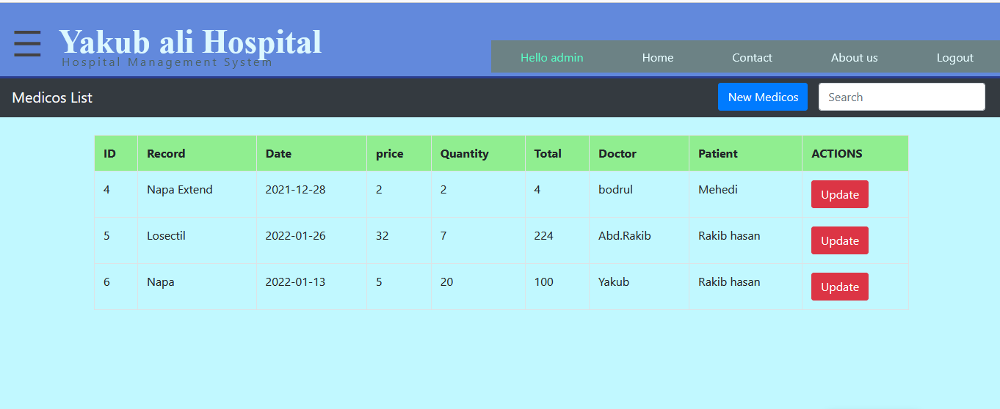 ☰ Yakub ali Hospital
Hospital Management System
Hello admin Home Contact About us Logout
Medicos List New Medicos Search
ID Record Date price Quantity Total Doctor Patient ACTIONS
4 Napa Extend 2021-12-28 2 2 4 bodrul Mehedi Update
5 Losectil 2022-01-26 32 7 224 Abd.Rakib Rakib hasan Update
6 Napa 2022-01-13 5 20 100 Yakub Rakib hasan Update